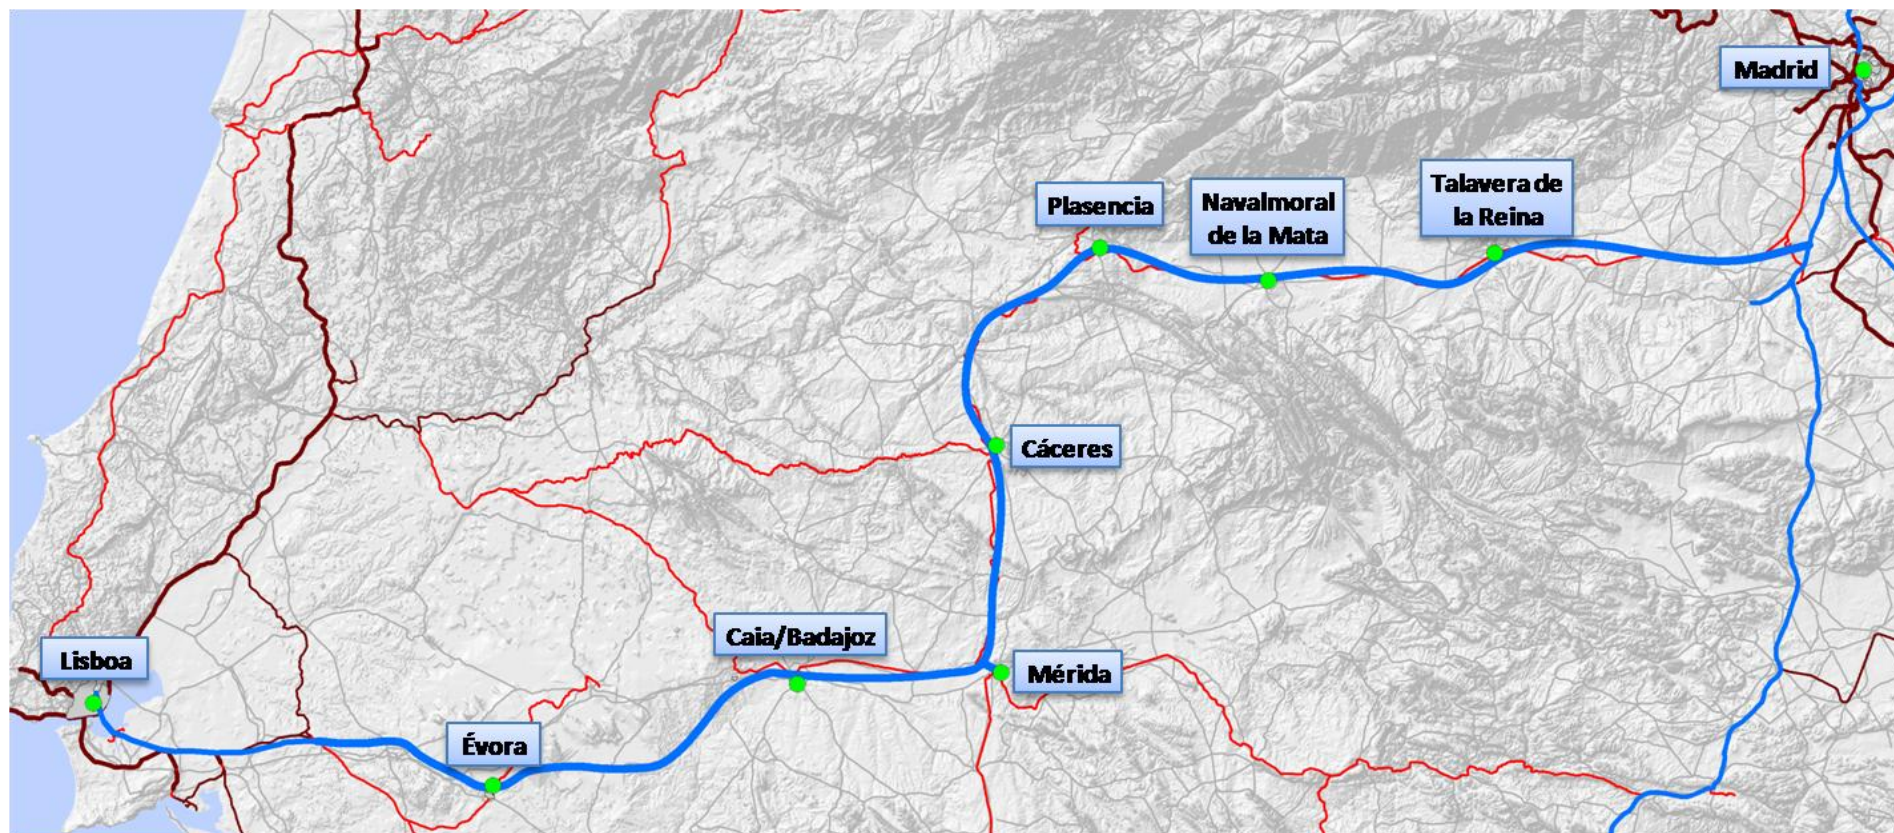 Madrid
Talavera de
la Reina
Navalmoral
de la Mata
Plasencia
Cáceres
Caia/Badajoz
Mérida
Lisboa
Évora